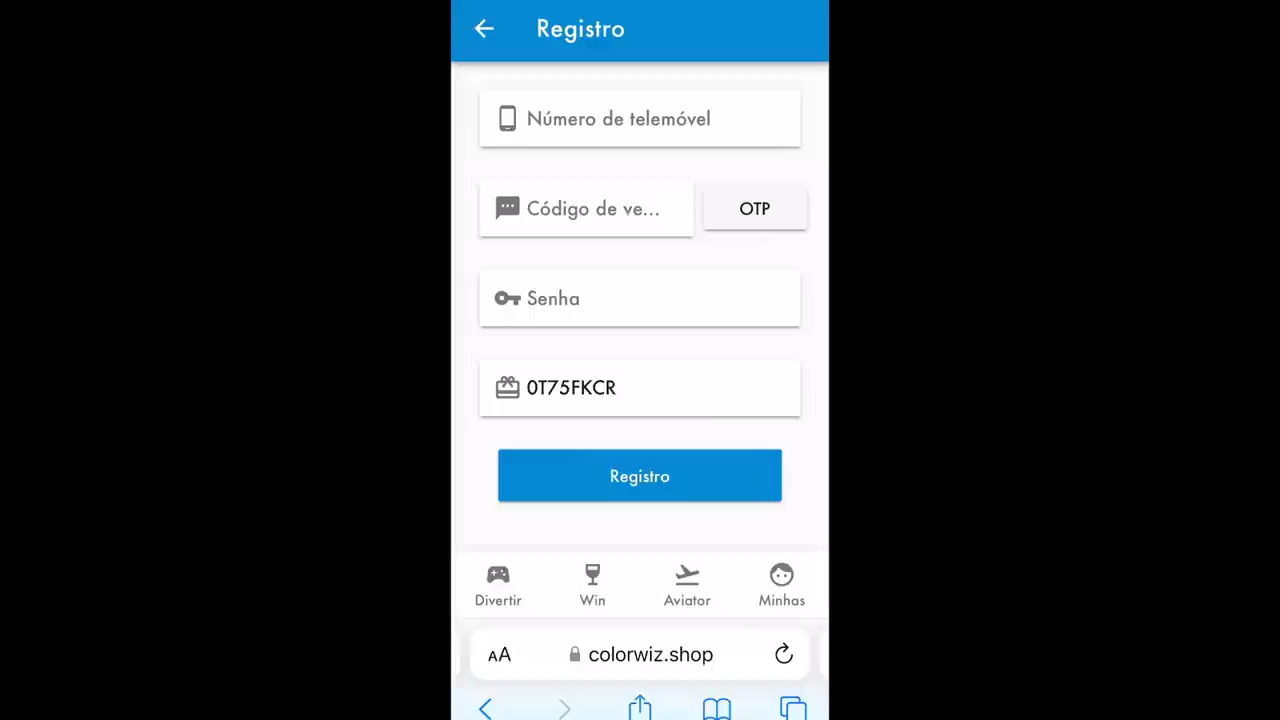 Registro
Número de telemóvel
Código de ve...
OTP
Senha
0T75FKCR
Registro
Divertir
Win
Aviator
Minhas
AA
colorwiz.shop